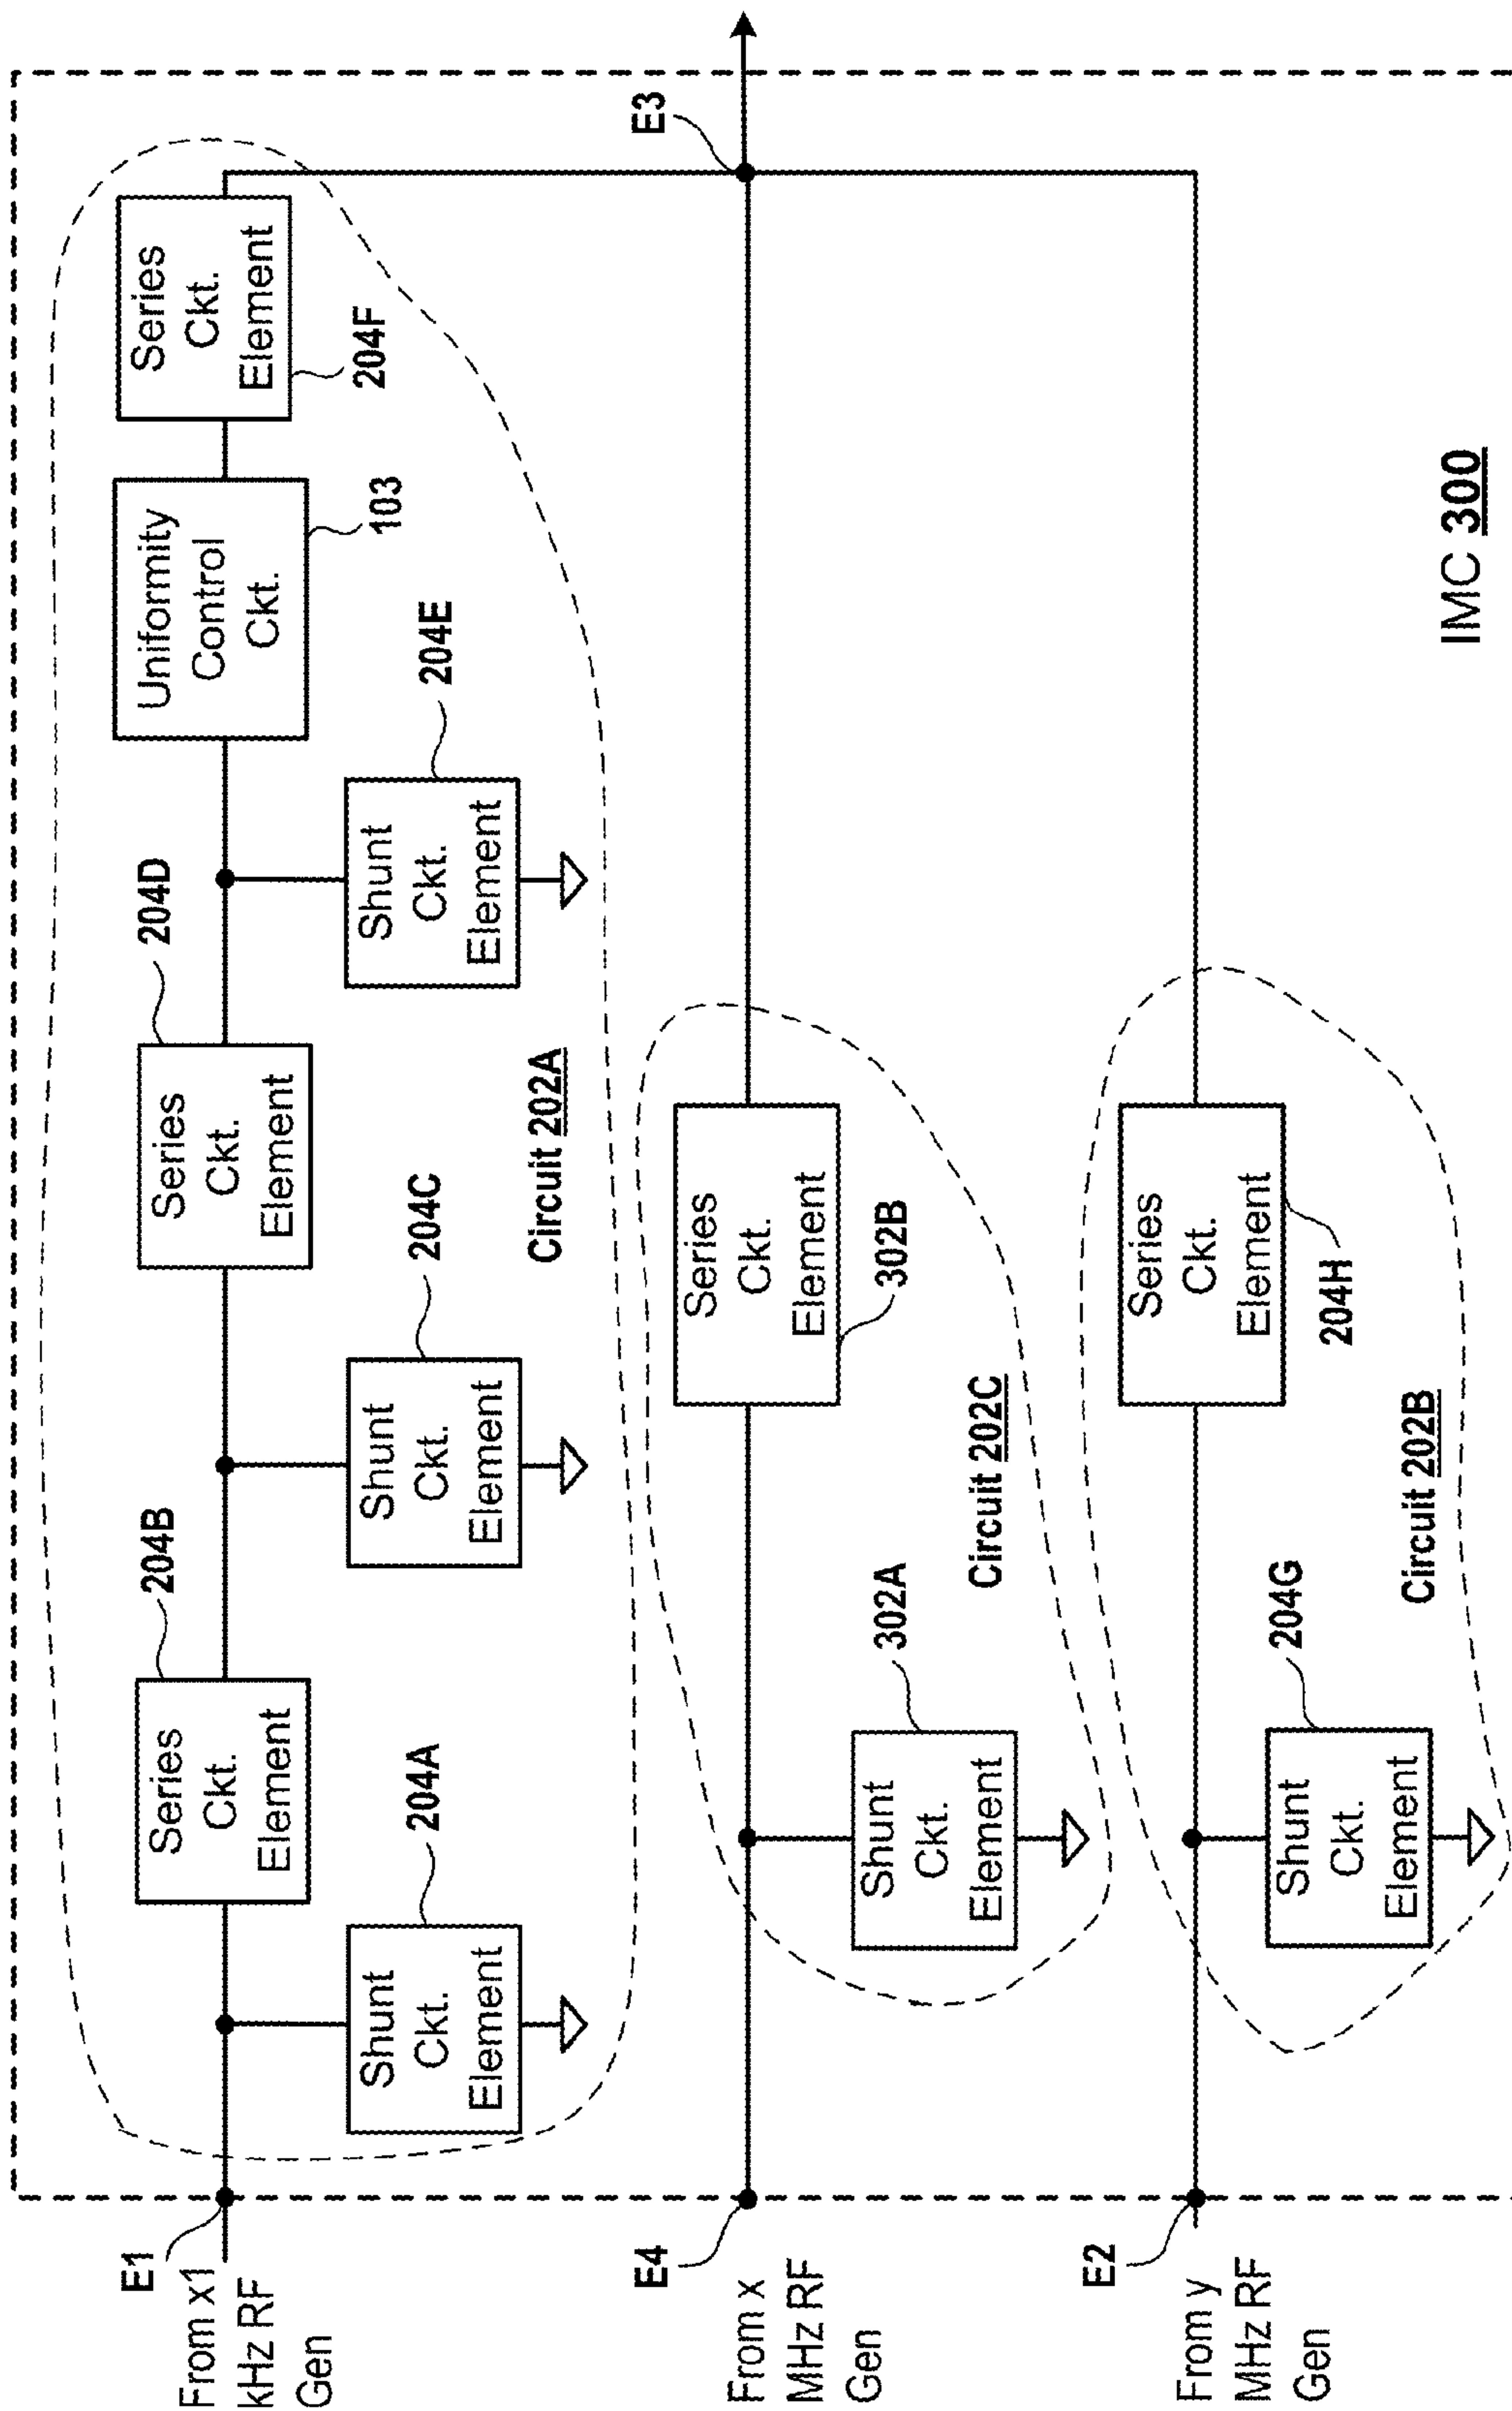 E1
From x1
kHz RF
Gen
204A
Shunt
Ckt.
Element
204B
Series
Ckt.
Element
204C
Shunt
Ckt.
Element
204D
Series
Ckt.
Element
204E
Shunt
Ckt.
Element
Uniformity
Control
Ckt.
103
Series
Ckt.
Element
204F
Circuit 202A
E3
E4
From x
MHz RF
Gen
302A
Shunt
Ckt.
Element
Series
Ckt.
Element
302B
Circuit 202C
E2
From y
MHz RF
Gen
204G
Shunt
Ckt.
Element
Series
Ckt.
Element
204H
Circuit 202B
IMC 300